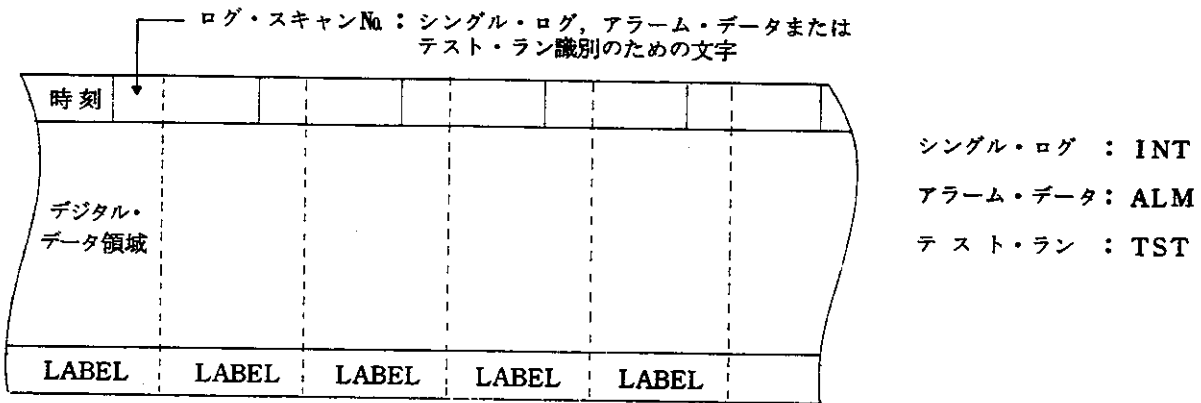 ログ・スキャン№:シングル・ログ,アラーム・データまたは
テスト・ラン識別のための文字
時刻
デジタル・
データ領域
LABEL LABEL LABEL LABEL LABEL
シングル・ログ : INT
アラーム・データ: ALM
テスト・ラン : TST